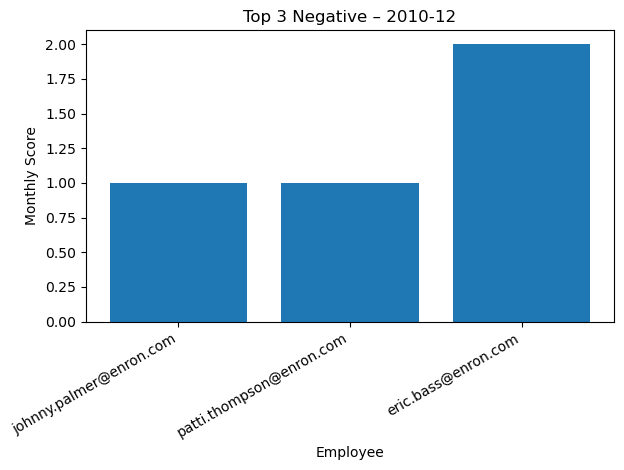 Top 3 Negative – 2010-12
Monthly Score
2.00
1.75
1.50
1.25
1.00
0.75
0.50
0.25
0.00
johnny.palmer@enron.com
patti.thompson@enron.com
eric.bass@enron.com
Employee